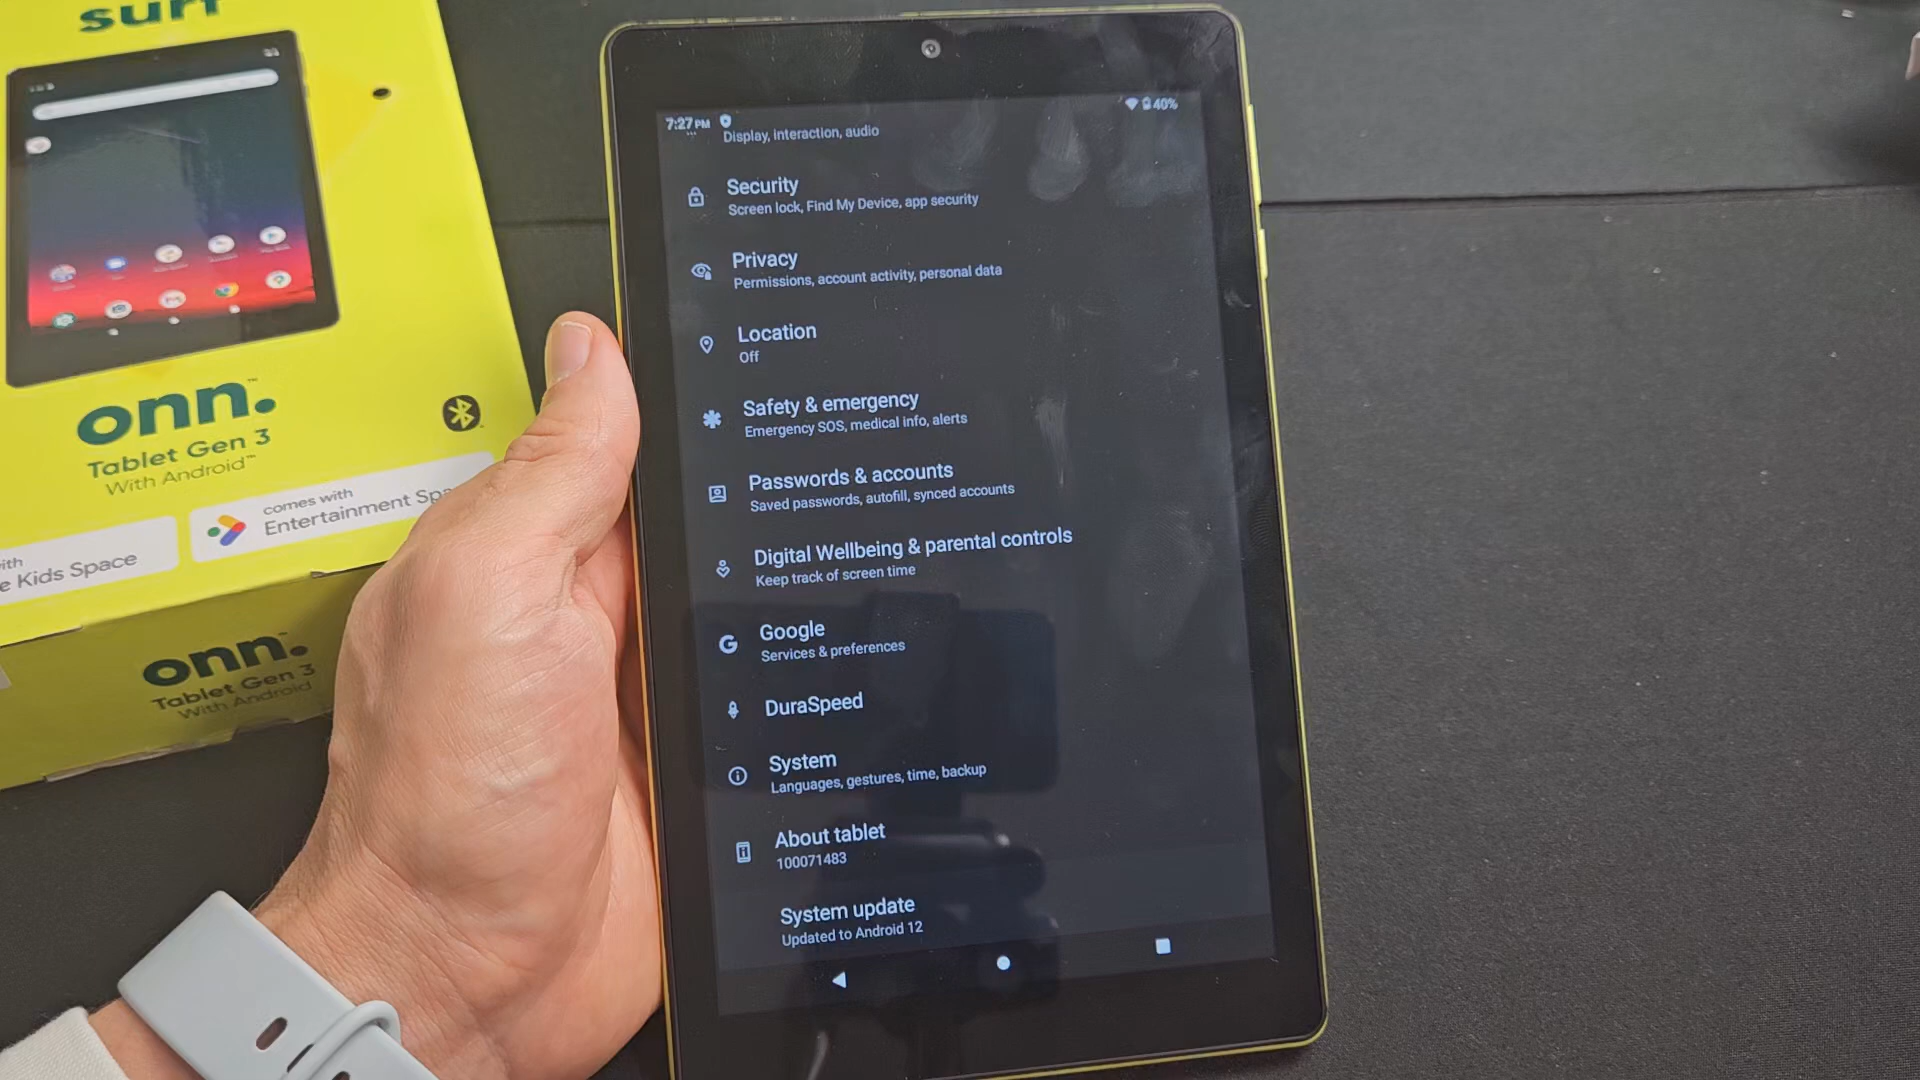 surf
onn.™
Tablet Gen 3
With Android™
comes with
Entertainment
ith
e Kids Space
onn.
Tablet Gen 3
With Android
7:27 PM
40%
Display, interaction, audio
Security
Screen lock, Find My Device, app security
Privacy
Permissions, account activity, personal data
Location
Off
Safety & emergency
Emergency SOS, medical info, alerts
Passwords & accounts
Saved passwords, autofill, synced accounts
Digital Wellbeing & parental controls
Keep track of screen time
Google
Services & preferences
DuraSpeed
System
Languages, gestures, time, backup
About tablet
100071483
System update
Updated to Android 12